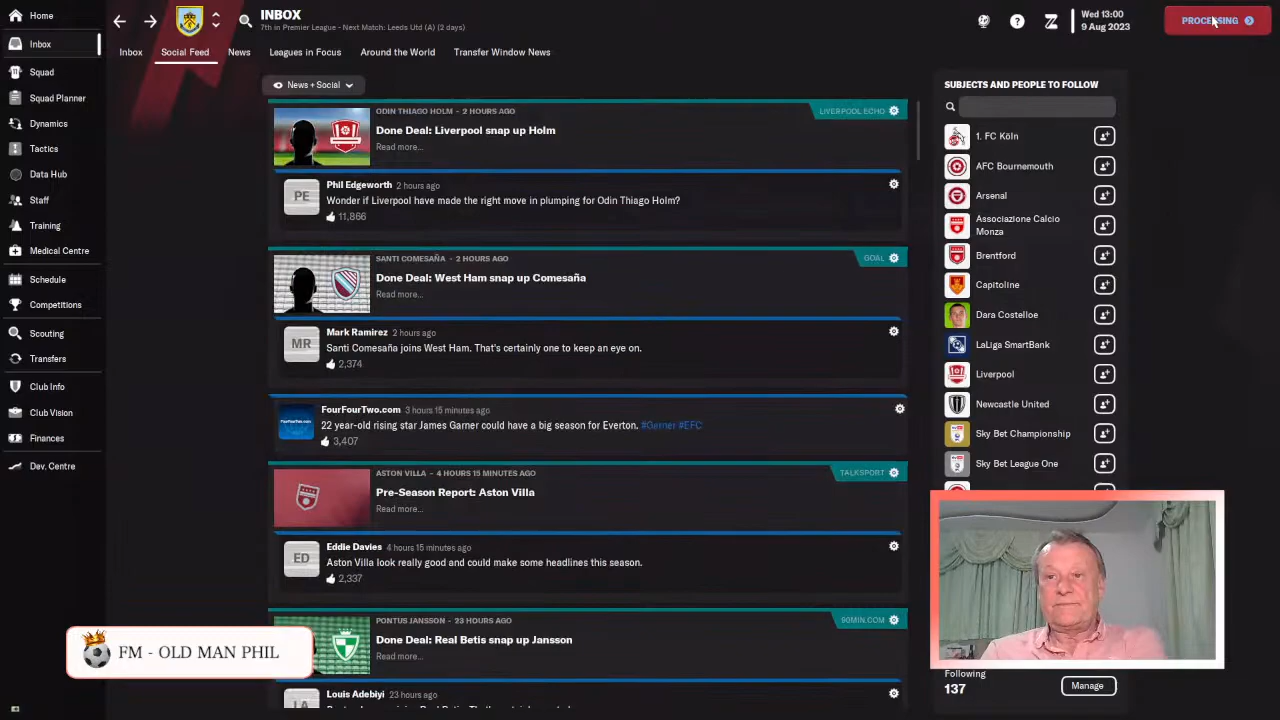 Home
Inbox
Squad
Squad Planner
Dynamics
Tactics
Data Hub
Staff
Training
Medical Centre
Schedule
Competitions
Scouting
Transfers
Club Info
Club Vision
Finances
Dev. Centre
INBOX
7th in Premier League - Next Match: Leeds Utd (A) (2 days)
Wed 13:00
9 Aug 2023
PROCESSING
Inbox
Social Feed
News
Leagues in Focus
Around the World
Transfer Window News
News + Social
ODIN THIAGO HOLM - 2 HOURS AGO
LIVERPOOL ECHO
Done Deal: Liverpool snap up Holm
Read more...
PE
Phil Edgeworth 2 hours ago
Wonder if Liverpool have made the right move in plumping for Odin Thiago Holm?
11,866
SANTI COMESAÑA - 2 HOURS AGO
GOAL
Done Deal: West Ham snap up Comesaña
Read more...
MR
Mark Ramirez 2 hours ago
Santi Comesaña joins West Ham. That's certainly one to keep an eye on.
2,374
FourFourTwo.com 3 hours 15 minutes ago
22 year-old rising star James Garner could have a big season for Everton. #Garner #EFC
3,407
ASTON VILLA - 4 HOURS 15 MINUTES AGO
TALKSPORT
Pre-Season Report: Aston Villa
Read more...
ED
Eddie Davies 4 hours 15 minutes ago
Aston Villa look really good and could make some headlines this season.
2,337
PONTUS JANSSON - 23 HOURS AGO
90MIN.COM
Done Deal: Real Betis snap up Jansson
Read more...
Louis Adebiyi 23 hours ago
SUBJECTS AND PEOPLE TO FOLLOW
1. FC Köln
AFC Bournemouth
Arsenal
Associazione Calcio
Monza
Brentford
Capitoline
Dara Costelloe
LaLiga SmartBank
Liverpool
Newcastle United
Sky Bet Championship
Sky Bet League One
Following
137
Manage
FM - OLD MAN PHIL